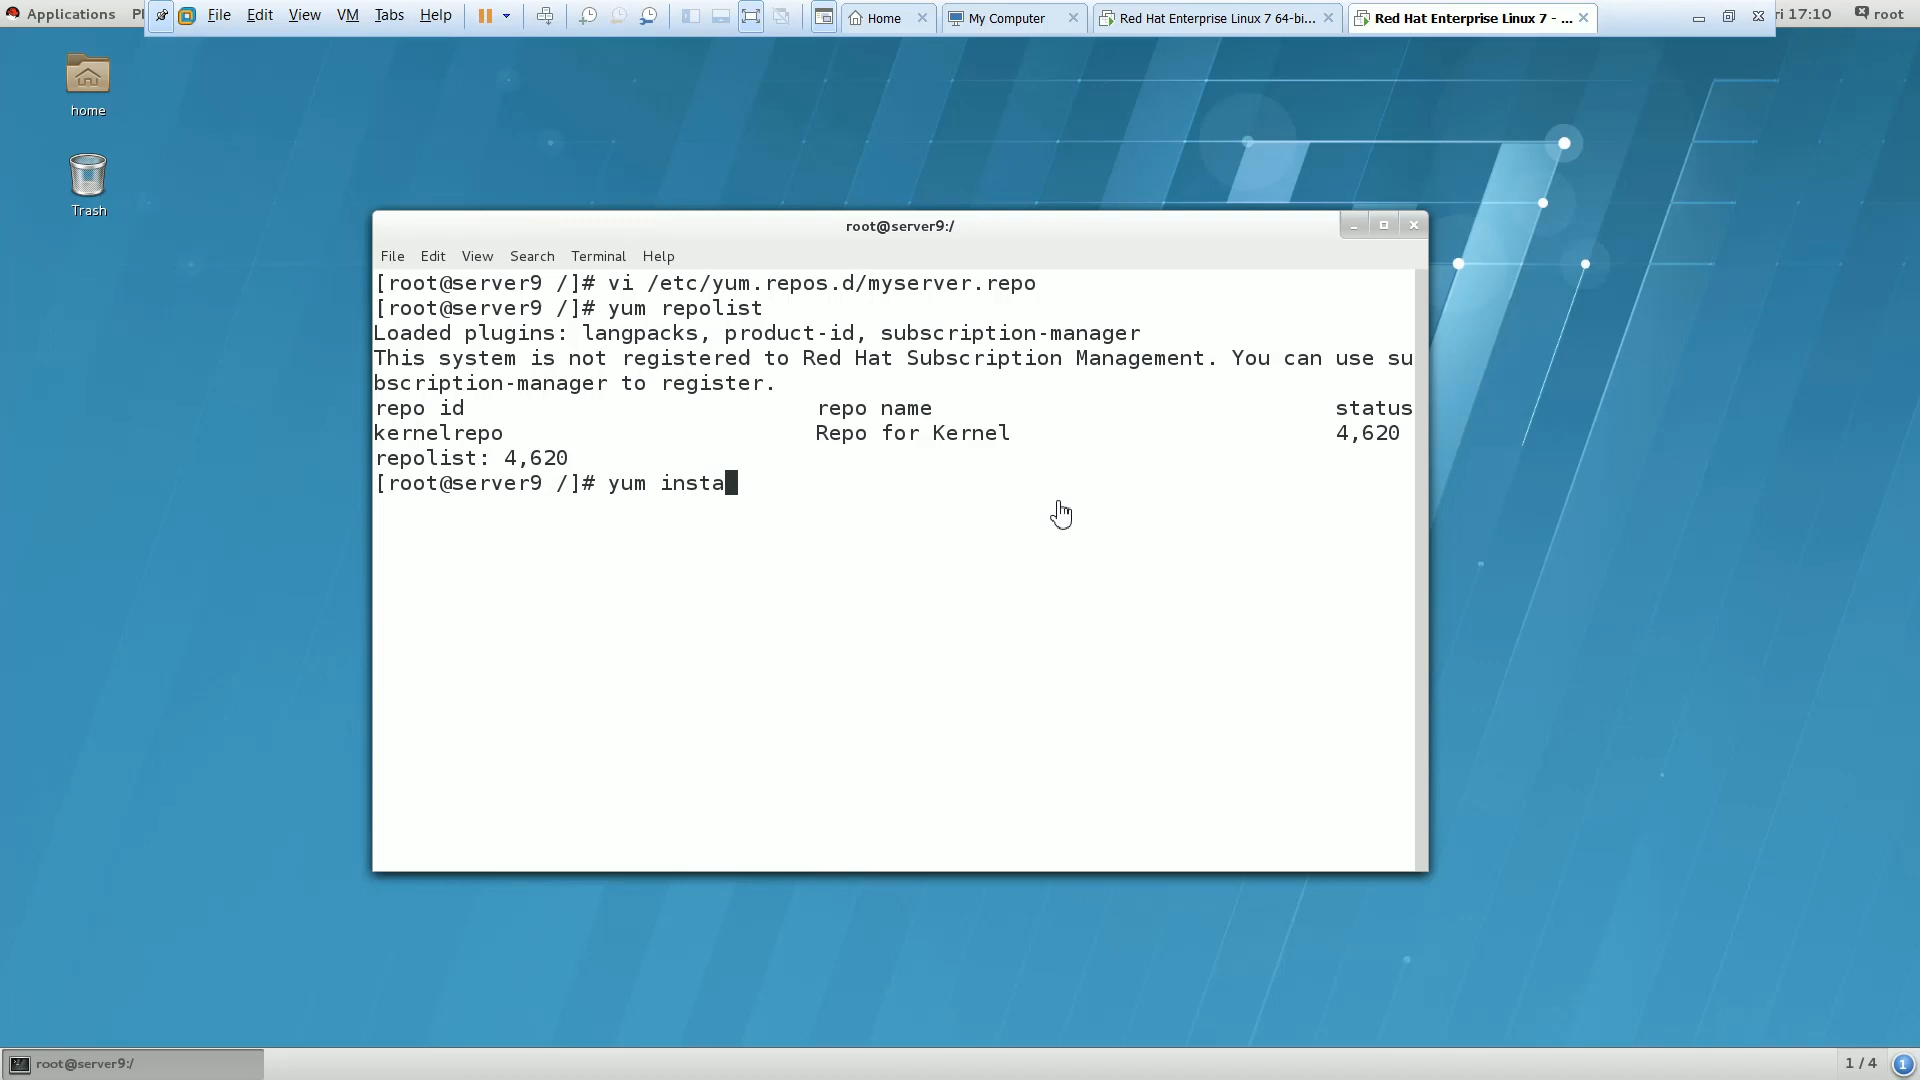 Applications Pl File Edit View VM Tabs Help Home My Computer Red Hat Enterprise Linux 7 64-bi... Red Hat Enterprise Linux 7 - ... ri 17:10 root
home
Trash
root@server9:/
File Edit View Search Terminal Help
[root@server9 /]# vi /etc/yum.repos.d/myserver.repo
[root@server9 /]# yum repolist
Loaded plugins: langpacks, product-id, subscription-manager
This system is not registered to Red Hat Subscription Management. You can use su
bscription-manager to register.
repo id repo name status
kernelrepo Repo for Kernel 4,620
repolist: 4,620
[root@server9 /]# yum insta
root@server9:/ 1 / 4 1